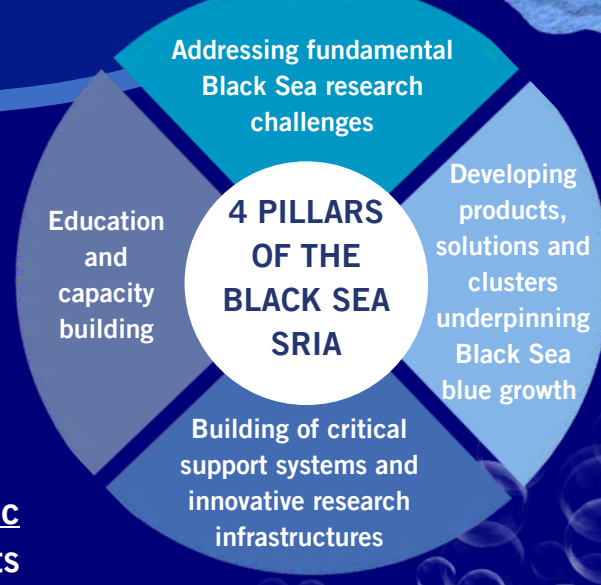 Addressing fundamental
Black Sea research
challenges
Developing
products,
solutions and
clusters
underpinning
Black Sea
blue growth
Education
and
capacity
building
4 PILLARS
OF THE
BLACK SEA
SRIA
Building of critical
support systems and
innovative research
infrastructures